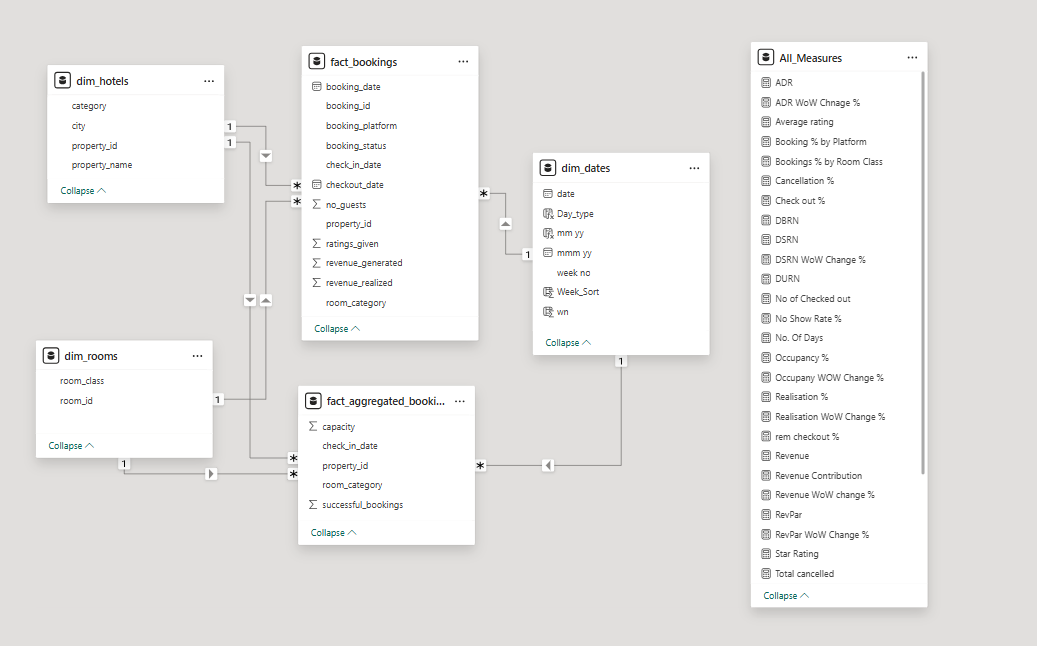 dim_hotels
category
city
property_id
property_name
Collapse
1
1
fact_bookings
booking_date
booking_id
booking_platform
booking_status
check_in_date
checkout_date
no_guests
property_id
ratings_given
revenue_generated
revenue_realized
room_category
Collapse
*
*
*
dim_dates
date
Day_type
mm yy
mmm yy
week no
Week_Sort
wn
Collapse
1
1
dim_rooms
room_class
room_id
Collapse
1
1
fact_aggregated_booki...
capacity
check_in_date
property_id
room_category
successful_bookings
Collapse
*
*
*
All_Measures
ADR
ADR WoW Chnage %
Average rating
Booking % by Platform
Bookings % by Room Class
Cancellation %
Check out %
DBRN
DSRN
DSRN WoW Change %
DURN
No of Checked out
No Show Rate %
No. Of Days
Occupancy %
Occupany WOW Change %
Realisation %
Realisation WoW Change %
rem checkout %
Revenue
Revenue Contribution
Revenue WoW change %
RevPar
RevPar WoW Change %
Star Rating
Total cancelled
Collapse